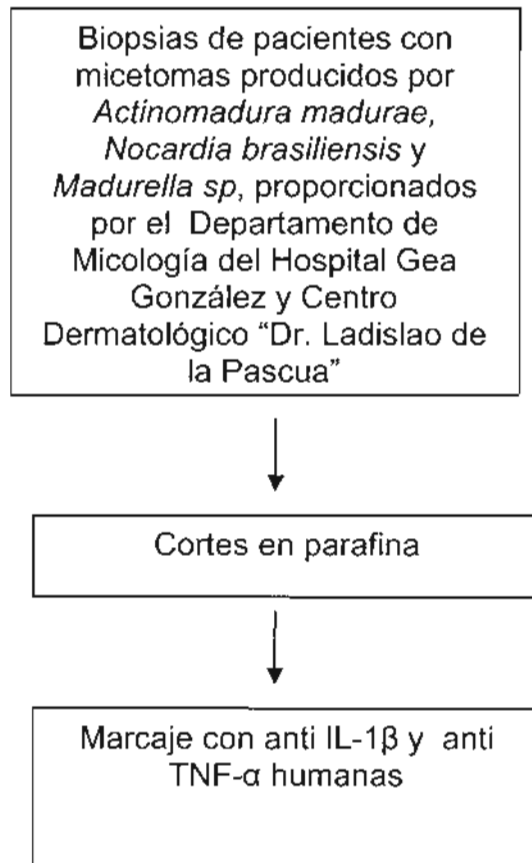 Biopsias de pacientes con
micetomas producidos por
Actinomadura madurae,
Nocardia brasiliensis y
Madurella sp, proporcionados
por el Departamento de
Micología del Hospital Gea
González y Centro
Dermatológico “Dr. Ladislao de
la Pascua”
Cortes en parafina
Marcaje con anti IL-1β y anti
TNF-α humanas